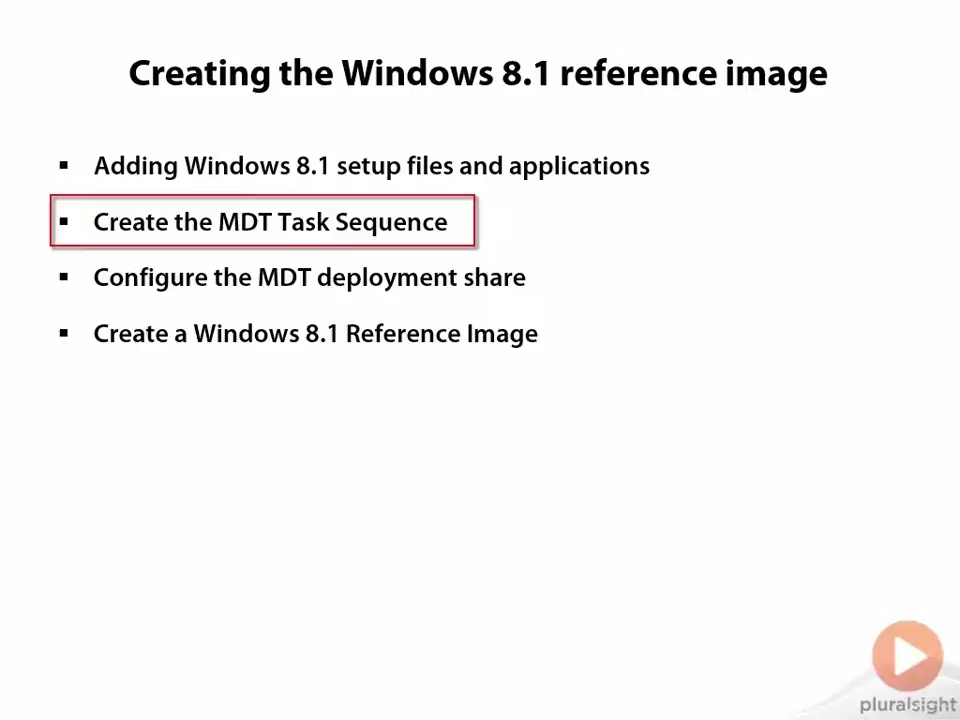 Creating the Windows 8.1 reference image
▪ Adding Windows 8.1 setup files and applications
▪ Create the MDT Task Sequence
▪ Configure the MDT deployment share
▪ Create a Windows 8.1 Reference Image
pluralsight